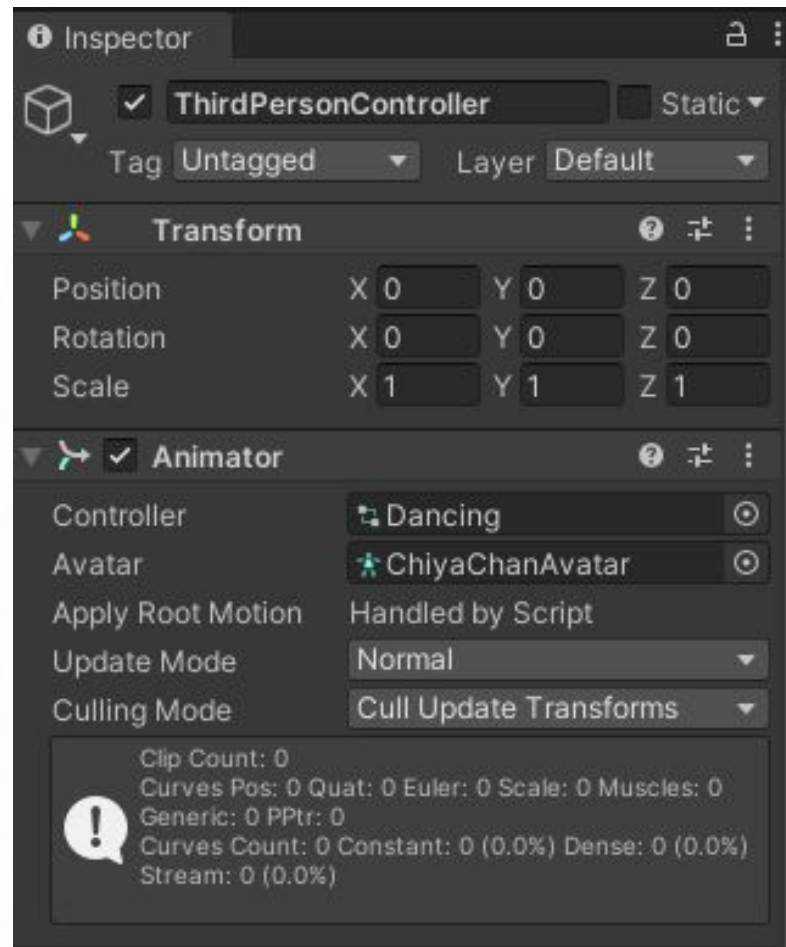 Inspector
ThirdPersonController Static
Tag Untagged Layer Default
Transform
Position X 0 Y 0 Z 0
Rotation X 0 Y 0 Z 0
Scale X 1 Y 1 Z 1
Animator
Controller Dancing
Avatar ChiyaChanAvatar
Apply Root Motion Handled by Script
Update Mode Normal
Culling Mode Cull Update Transforms
Clip Count: 0
Curves Pos: 0 Quat: 0 Euler: 0 Scale: 0 Muscles: 0
Generic: 0 PPtr: 0
Curves Count: 0 Constant: 0 (0.0%) Dense: 0 (0.0%)
Stream: 0 (0.0%)